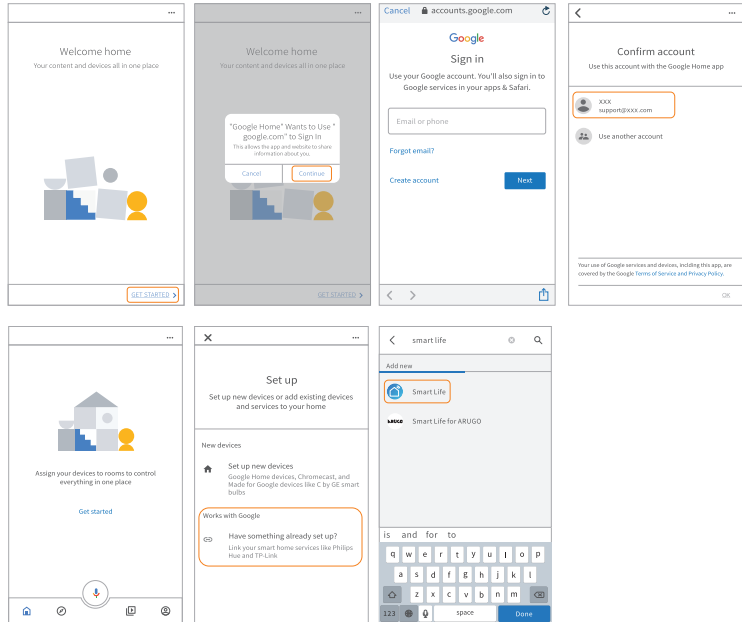 Welcome home
Your content and devices all in one place
GET STARTED >
Welcome home
Your content and devices all in one place
"Google Home" Wants to Use "
google.com" to Sign In
This allows the app and website to share
information about you.
Cancel
Continue
GET STARTED >
Cancel
accounts.google.com
Google
Sign in
Use your Google account. You'll also sign in to
Google services in your apps & Safari.
Email or phone
Forgot email?
Create account
Next
Confirm account
Use this account with the Google Home app
XXX
support@XXX.com
Use another account
Your use of Google services and devices, inclding this app, are
covered by the Google Terms of Service and Privacy Policy.
OK
Assign your devices to rooms to control
everything in one place
Get started
Set up
Set up new devices or add existing devices
and services to your home
New devices
Set up new devices
Google Home devices, Chromecast, and
Made for Google devices like C by GE smart
bulbs
Works with Google
Have something already set up?
Link your smart home services like Philips
Hue and TP-Link
smart life
Add new
Smart Life
ARUGO
Smart Life for ARUGO
is and for to
q w e r t y u I o p
a s d f g h j k l
z x c v b n m
123
space
Done